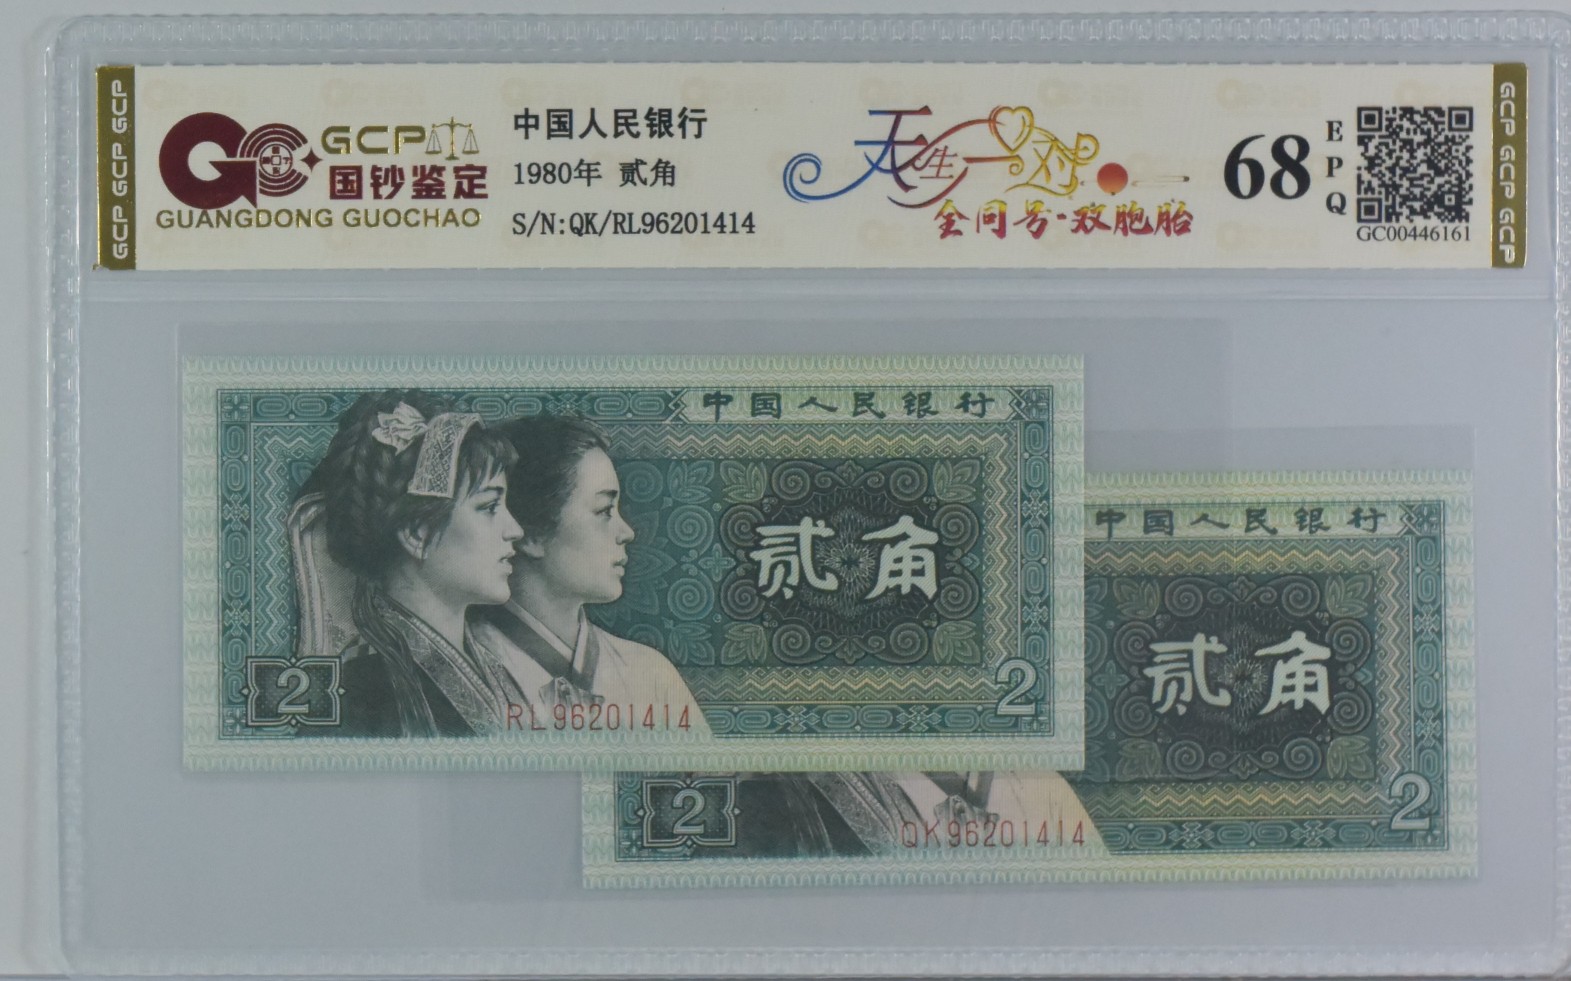 GCP GCP GCP
GCP
国钞鉴定
GUANGDONG GUOCHAO
中国人民银行
1980年 贰角
S/N:QK/RL96201414
天生一对
全同号·双胞胎
68
EPQ
GC00446161
GCP GCP GCP
中国人民银行
贰角
2
2
RL96201414
中国人民银行
贰角
2
2
QK96201414